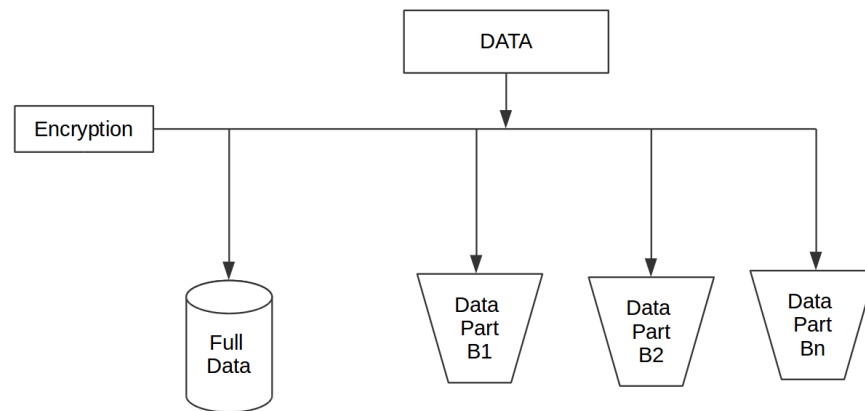 DATA
Encryption
Full
Data
Data
Part
B1
Data
Part
B2
Data
Part
Bn